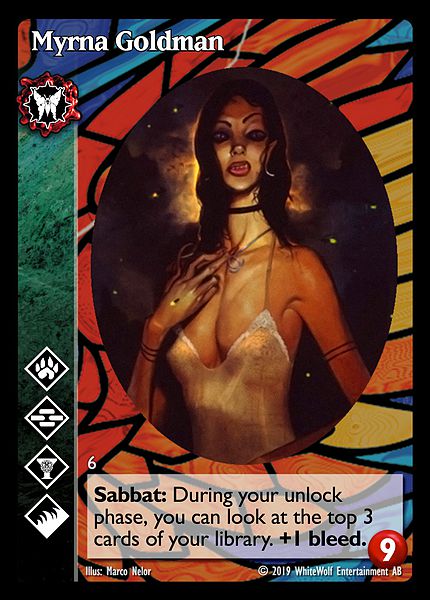 Myrna Goldman
6
Sabbat: During your unlock
phase, you can look at the top 3
cards of your library. +1 bleed.
9
Illus: Marco Nelor
© 2019 WhiteWolf Entertainment AB